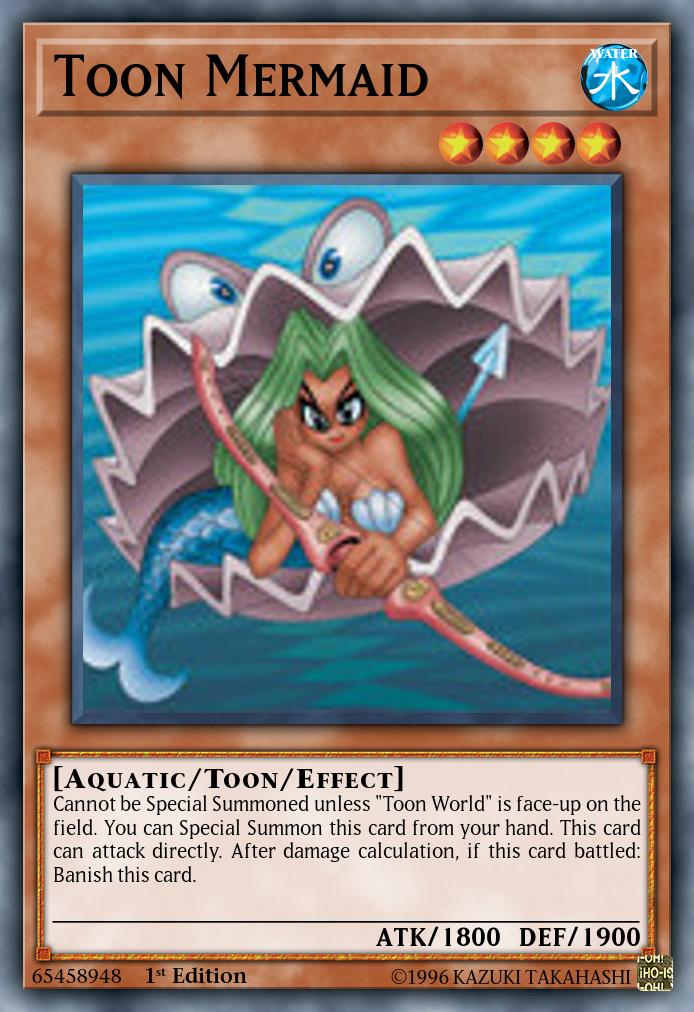 Toon Mermaid
WATER
水
[Aquatic/Toon/Effect]
Cannot be Special Summoned unless "Toon World" is face-up on the
field. You can Special Summon this card from your hand. This card
can attack directly. After damage calculation, if this card battled:
Banish this card.
ATK/1800 DEF/1900
65458948 1st Edition ©1996 KAZUKI TAKAHASHI